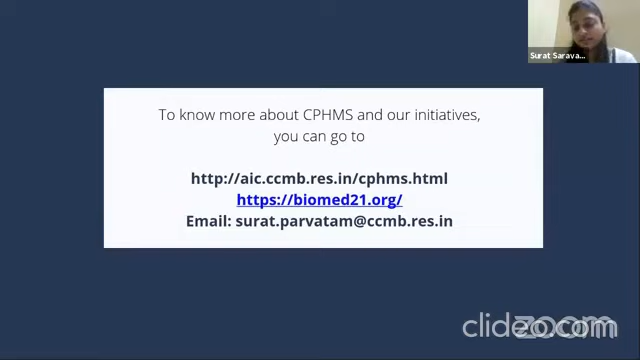 Surat Sarava...
To know more about CPHMS and our initiatives,
you can go to
http://aic.ccmb.res.in/cphms.html
https://biomed21.org/
Email: surat.parvatam@ccmb.res.in
clideo.com
zoom